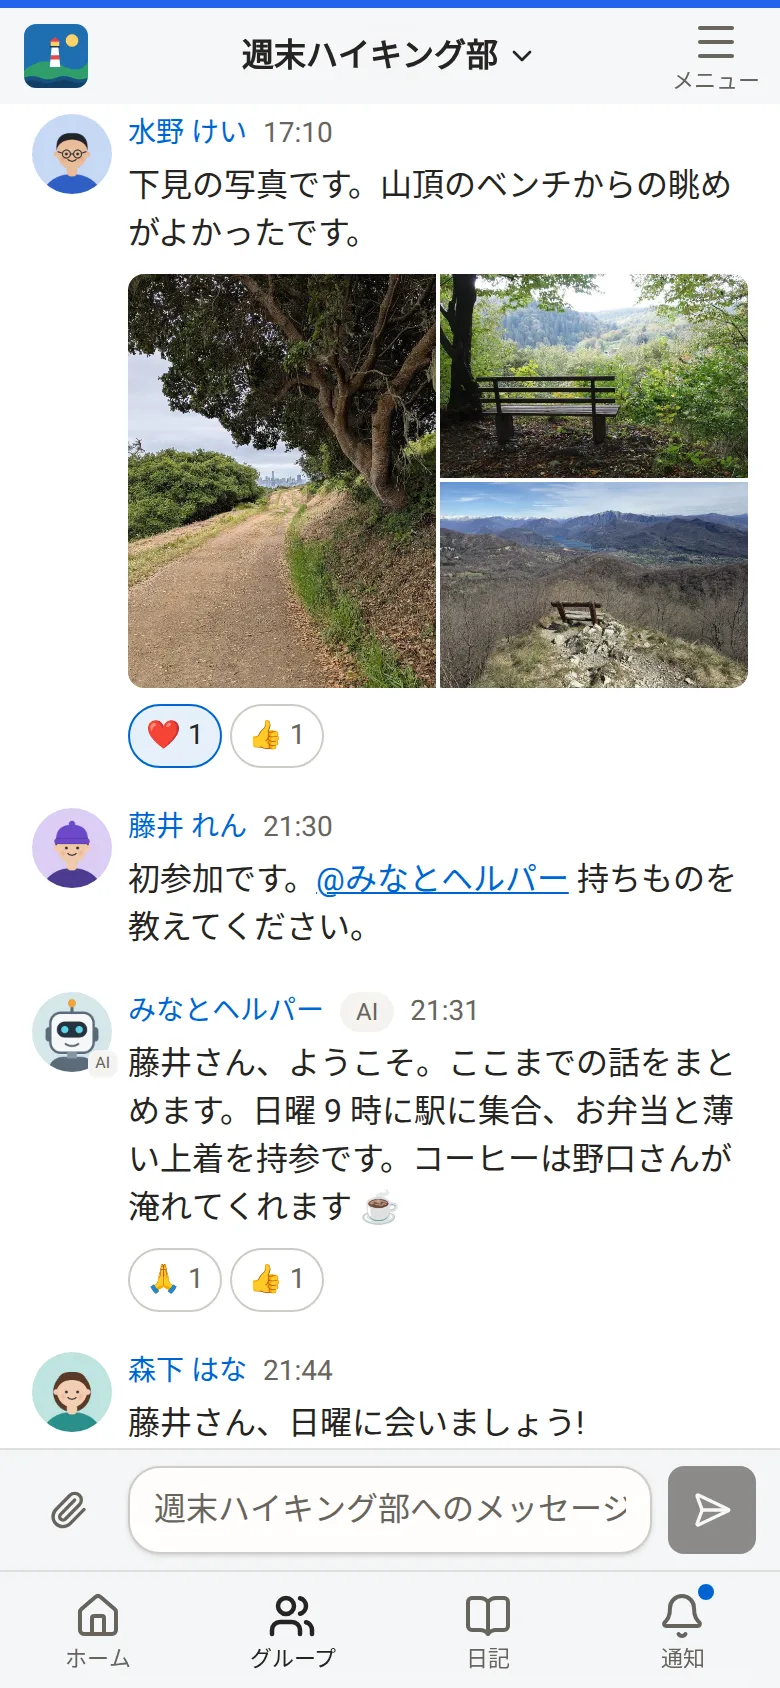 週末ハイキング部
メニュー
水野 けい 17:10
下見の写真です。山頂のベンチからの眺め
がよかったです。
❤️ 1 👍 1
藤井 れん 21:30
初参加です。@みなとヘルパー 持ちものを
教えてください。
みなとヘルパー AI 21:31
AI
藤井さん、ようこそ。ここまでの話をまと
めます。日曜 9 時に駅に集合、お弁当と薄
い上着を持参です。コーヒーは野口さんが
淹れてくれます ☕
🙏 1 👍 1
森下 はな 21:44
藤井さん、日曜に会いましょう!
週末ハイキング部へのメッセージ
ホーム グループ 日記 通知